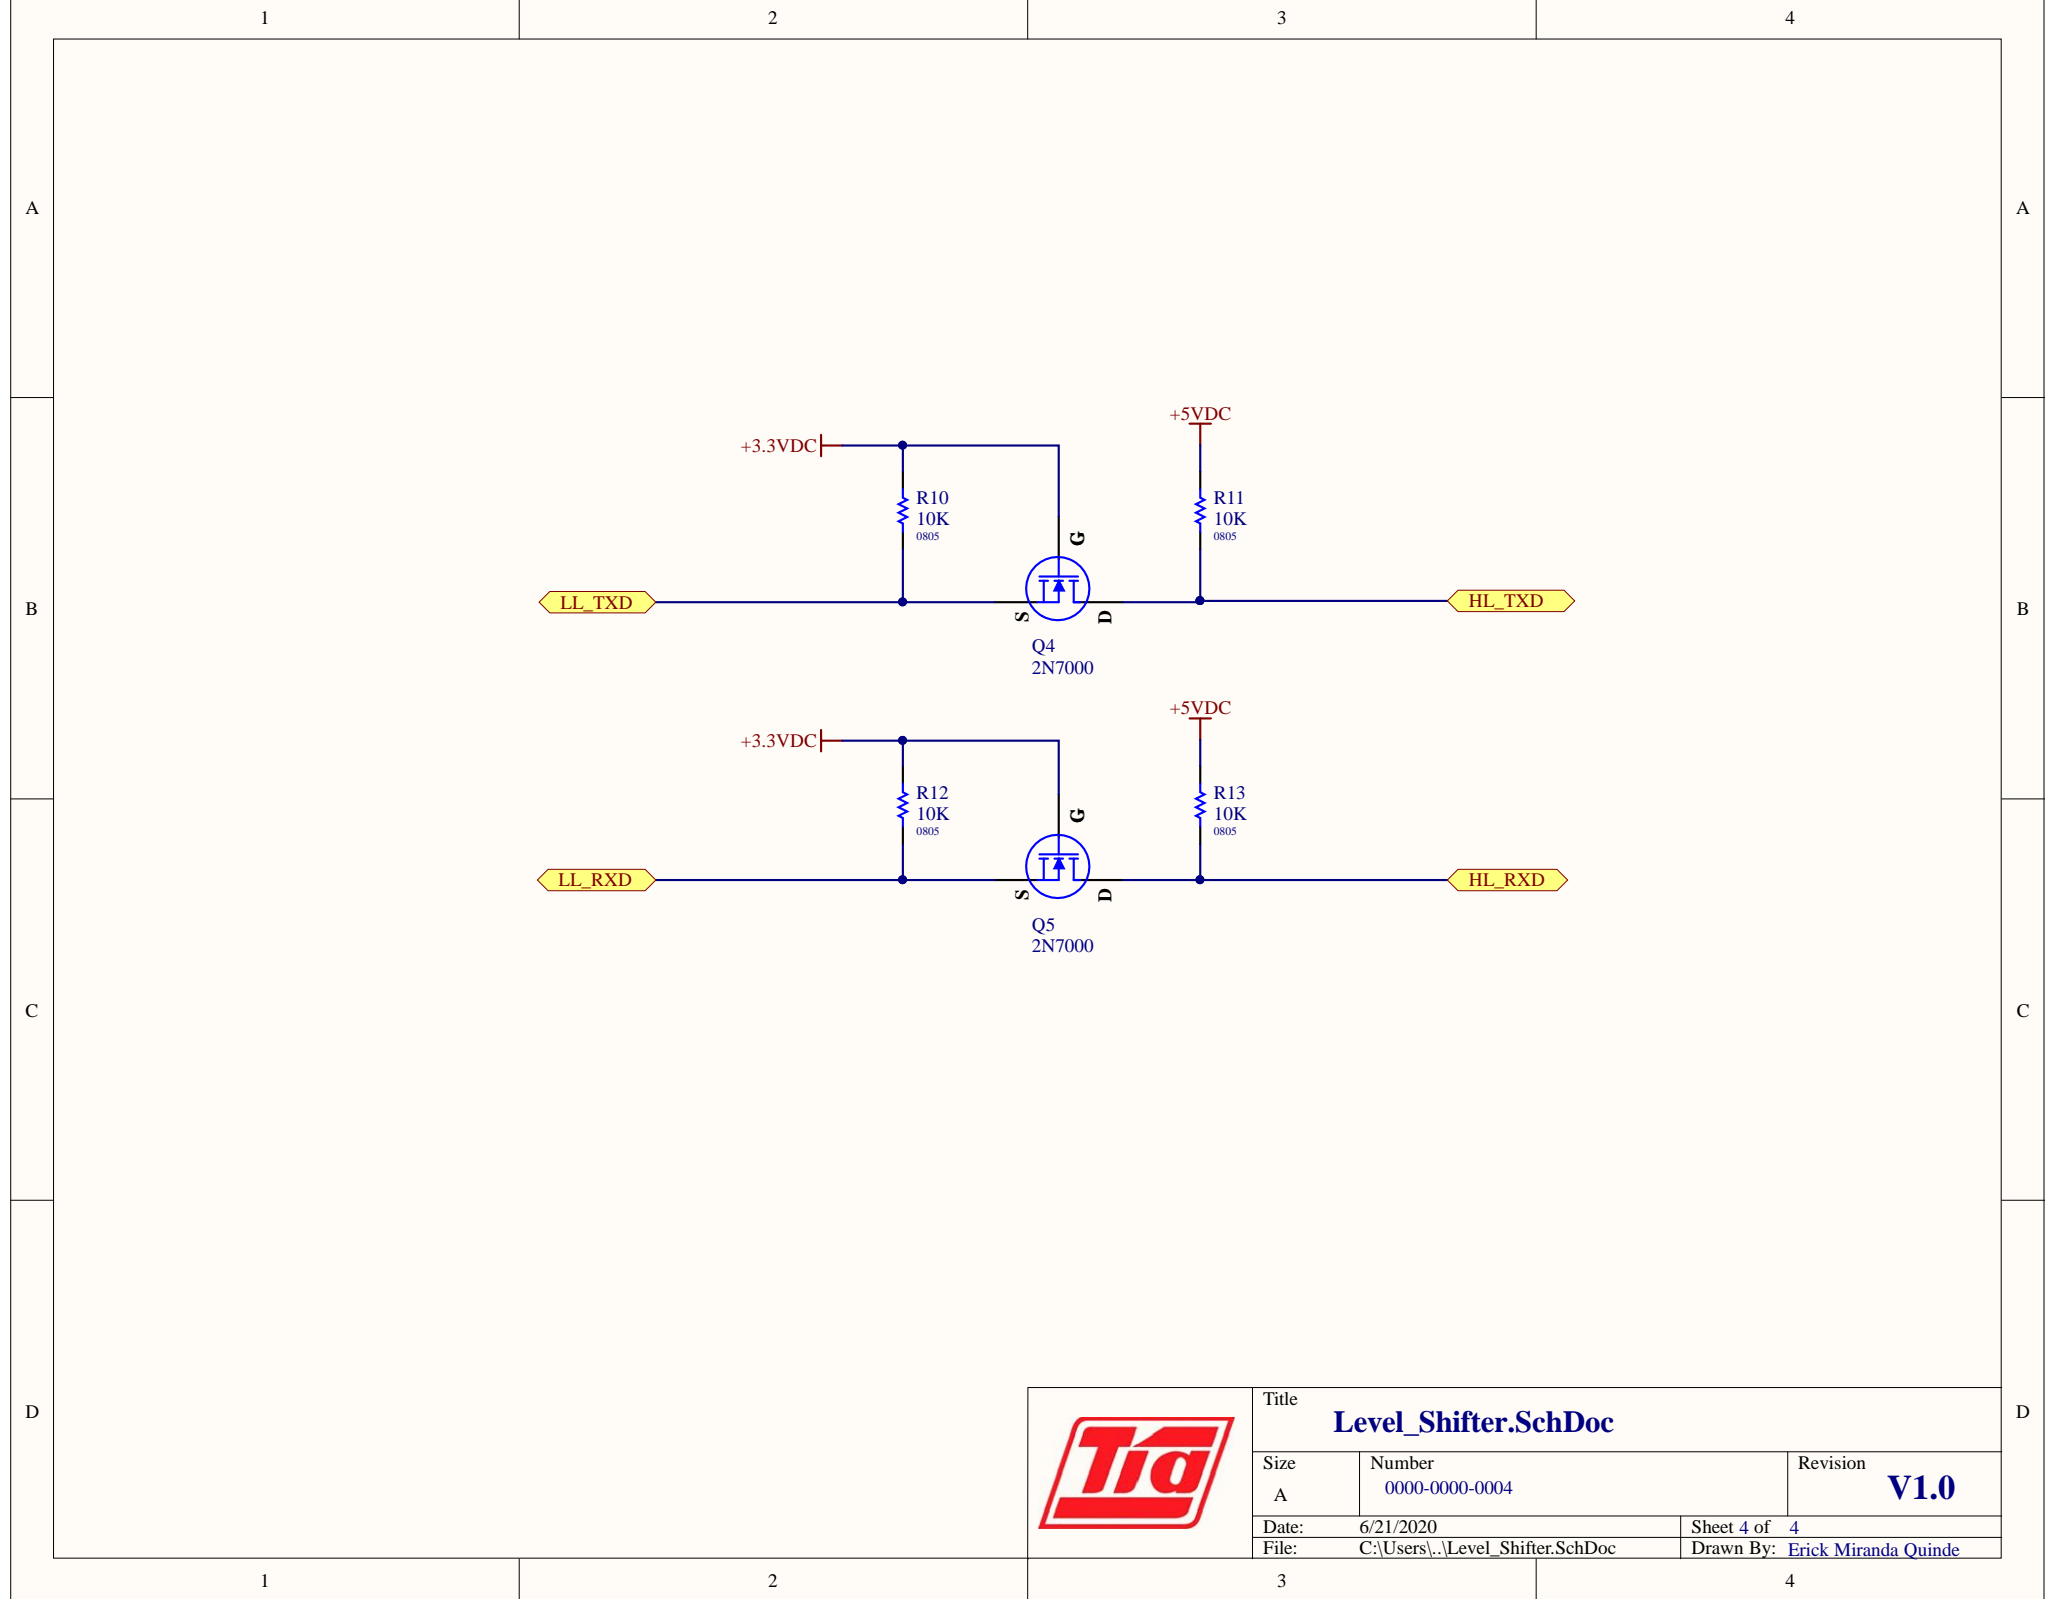 1 2 3 4
A A
+5VDC
+3.3VDC
R10 R11
10K 10K
0805 0805
G
LL_TXD HL_TXD
B B
S D
Q4
2N7000
+5VDC
+3.3VDC
R12 R13
10K 10K
0805 0805
G
LL_RXD HL_RXD
S D
Q5
2N7000
C C
Title
Level_Shifter.SchDoc
D D
Tia
Size Number Revision
A 0000-0000-0004 V1.0
Date: 6/21/2020 Sheet 4 of 4
File: C:\Users\..\Level_Shifter.SchDoc Drawn By: Erick Miranda Quinde
1 2 3 4